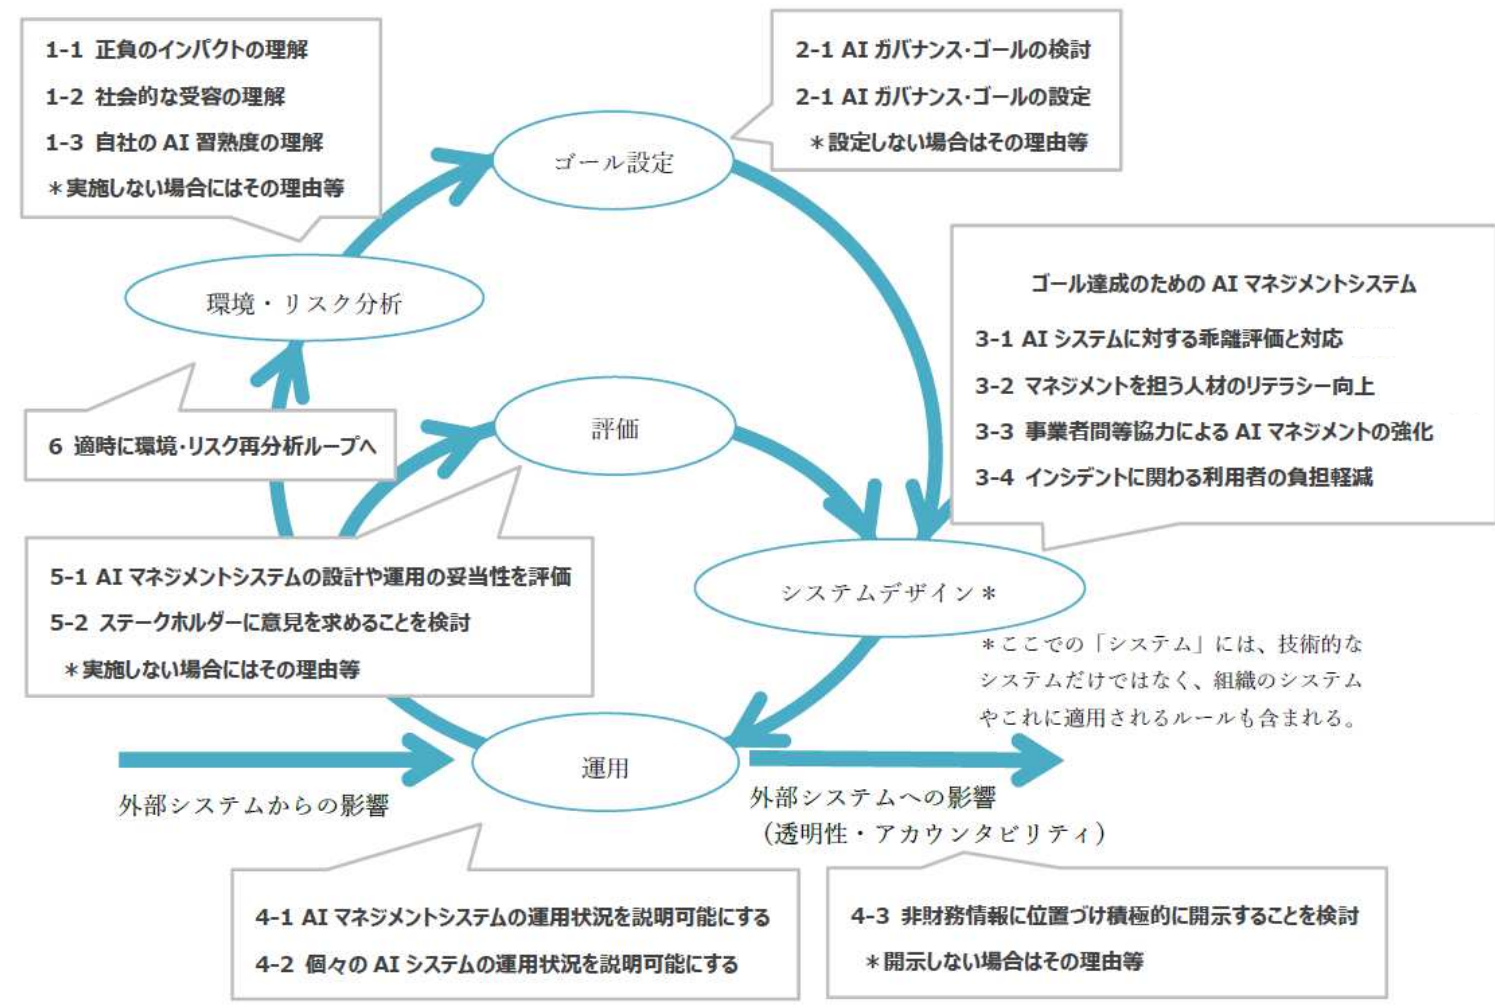 1-1 正負のインパクトの理解
1-2 社会的な受容の理解
1-3 自社の AI 習熟度の理解
＊実施しない場合にはその理由等
2-1 AI ガバナンス・ゴールの検討
2-1 AI ガバナンス・ゴールの設定
＊設定しない場合はその理由等
ゴール設定
環境・リスク分析
ゴール達成のための AI マネジメントシステム
3-1 AI システムに対する乖離評価と対応
3-2 マネジメントを担う人材のリテラシー向上
3-3 事業者間等協力による AI マネジメントの強化
3-4 インシデントに関わる利用者の負担軽減
評価
6 適時に環境・リスク再分析ループへ
5-1 AI マネジメントシステムの設計や運用の妥当性を評価
5-2 ステークホルダーに意見を求めることを検討
＊実施しない場合にはその理由等
システムデザイン＊
＊ここでの「システム」には、技術的な
システムだけではなく、組織のシステム
やこれに適用されるルールも含まれる。
運用
外部システムからの影響
外部システムへの影響
（透明性・アカウンタビリティ）
4-1 AI マネジメントシステムの運用状況を説明可能にする
4-2 個々の AI システムの運用状況を説明可能にする
4-3 非財務情報に位置づけ積極的に開示することを検討
＊開示しない場合はその理由等